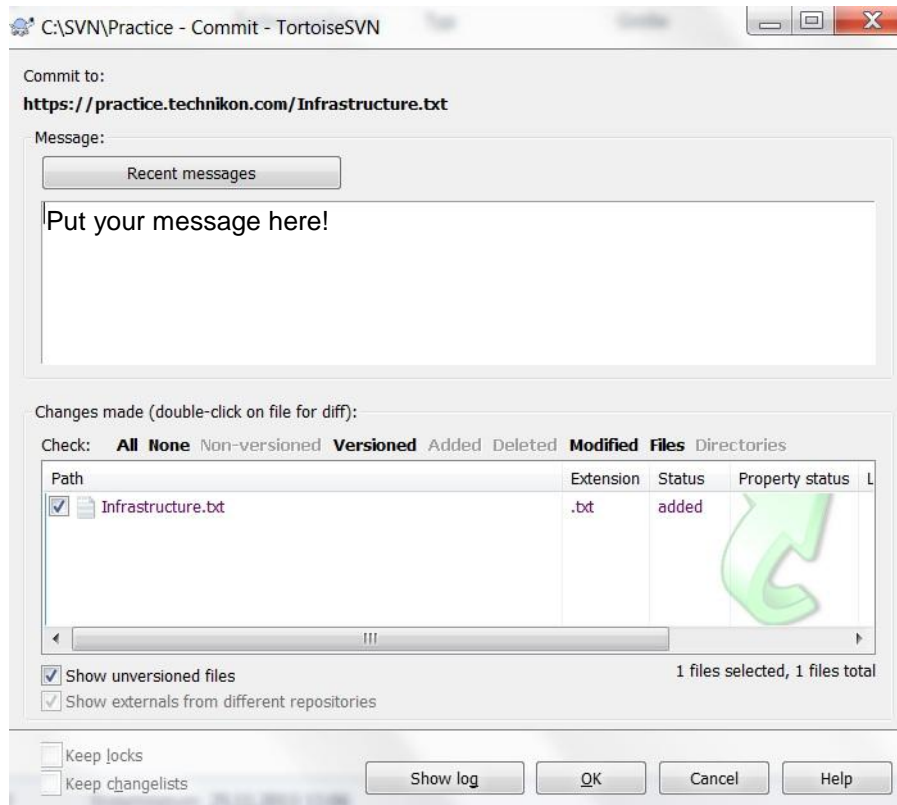 C:\SVN\Practice - Commit - TortoiseSVN
Commit to:
https://practice.technikon.com/Infrastructure.txt
Message:
Recent messages
Put your message here!
Changes made (double-click on file for diff):
Check: All None Non-versioned Versioned Added Deleted Modified Files Directories
Path Extension Status Property status L
Infrastructure.txt .txt added
Show unversioned files
1 files selected, 1 files total
Show externals from different repositories
Keep locks
Keep changelists
Show log OK Cancel Help